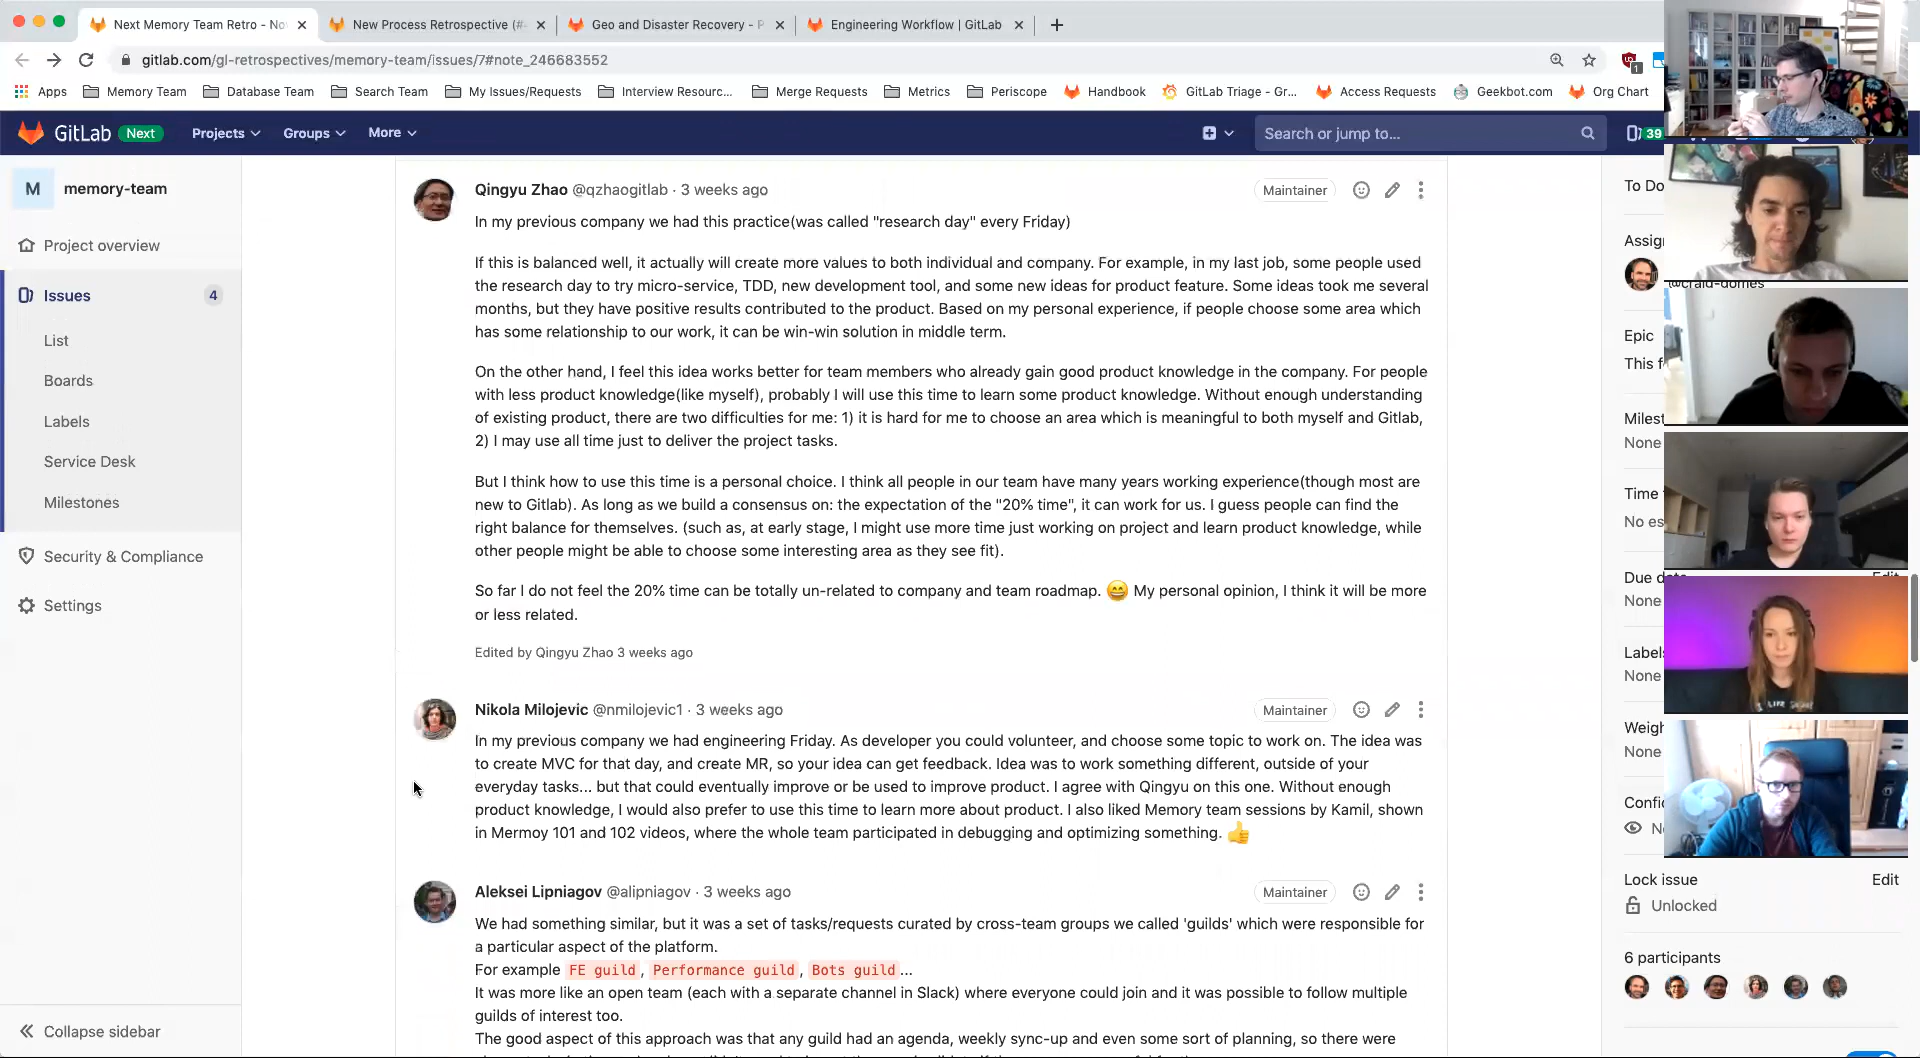 Next Memory Team Retro - Nov
New Process Retrospective (#
Geo and Disaster Recovery - P
Engineering Workflow | GitLab
gitlab.com/gl-retrospectives/memory-team/issues/7#note_246683552
Apps
Memory Team
Database Team
Search Team
My Issues/Requests
Interview Resourc...
Merge Requests
Metrics
Periscope
Handbook
GitLab Triage - Gr...
Access Requests
Geekbot.com
Org Chart
GitLab Next
Projects
Groups
More
Search or jump to...
39
M memory-team
Project overview
Issues 4
List
Boards
Labels
Service Desk
Milestones
Security & Compliance
Settings
Collapse sidebar
Qingyu Zhao @qzhaogitlab · 3 weeks ago
Maintainer
In my previous company we had this practice(was called "research day" every Friday)
If this is balanced well, it actually will create more values to both individual and company. For example, in my last job, some people used
the research day to try micro-service, TDD, new development tool, and some new ideas for product feature. Some ideas took me several
months, but they have positive results contributed to the product. Based on my personal experience, if people choose some area which
has some relationship to our work, it can be win-win solution in middle term.
On the other hand, I feel this idea works better for team members who already gain good product knowledge in the company. For people
with less product knowledge(like myself), probably I will use this time to learn some product knowledge. Without enough understanding
of existing product, there are two difficulties for me: 1) it is hard for me to choose an area which is meaningful to both myself and Gitlab,
2) I may use all time just to deliver the project tasks.
But I think how to use this time is a personal choice. I think all people in our team have many years working experience(though most are
new to Gitlab). As long as we build a consensus on: the expectation of the "20% time", it can work for us. I guess people can find the
right balance for themselves. (such as, at early stage, I might use more time just working on project and learn product knowledge, while
other people might be able to choose some interesting area as they see fit).
So far I do not feel the 20% time can be totally un-related to company and team roadmap. 😄 My personal opinion, I think it will be more
or less related.
Edited by Qingyu Zhao 3 weeks ago
Nikola Milojevic @nmilojevic1 · 3 weeks ago
Maintainer
In my previous company we had engineering Friday. As developer you could volunteer, and choose some topic to work on. The idea was
to create MVC for that day, and create MR, so your idea can get feedback. Idea was to work something different, outside of your
everyday tasks... but that could eventually improve or be used to improve product. I agree with Qingyu on this one. Without enough
product knowledge, I would also prefer to use this time to learn more about product. I also liked Memory team sessions by Kamil, shown
in Mermoy 101 and 102 videos, where the whole team participated in debugging and optimizing something. 👍
Aleksei Lipniagov @alipniagov · 3 weeks ago
Maintainer
We had something similar, but it was a set of tasks/requests curated by cross-team groups we called 'guilds' which were responsible for
a particular aspect of the platform.
For example FE guild , Performance guild , Bots guild ...
It was more like an open team (each with a separate channel in Slack) where everyone could join and it was possible to follow multiple
guilds of interest too.
The good aspect of this approach was that any guild had an agenda, weekly sync-up and even some sort of planning, so there were
To Do
Assig
Epic
This f
Milest
None
Time
No es
Due da
Edit
None
Labels
None
Weigh
None
Confid
Lock issue
Edit
Unlocked
6 participants